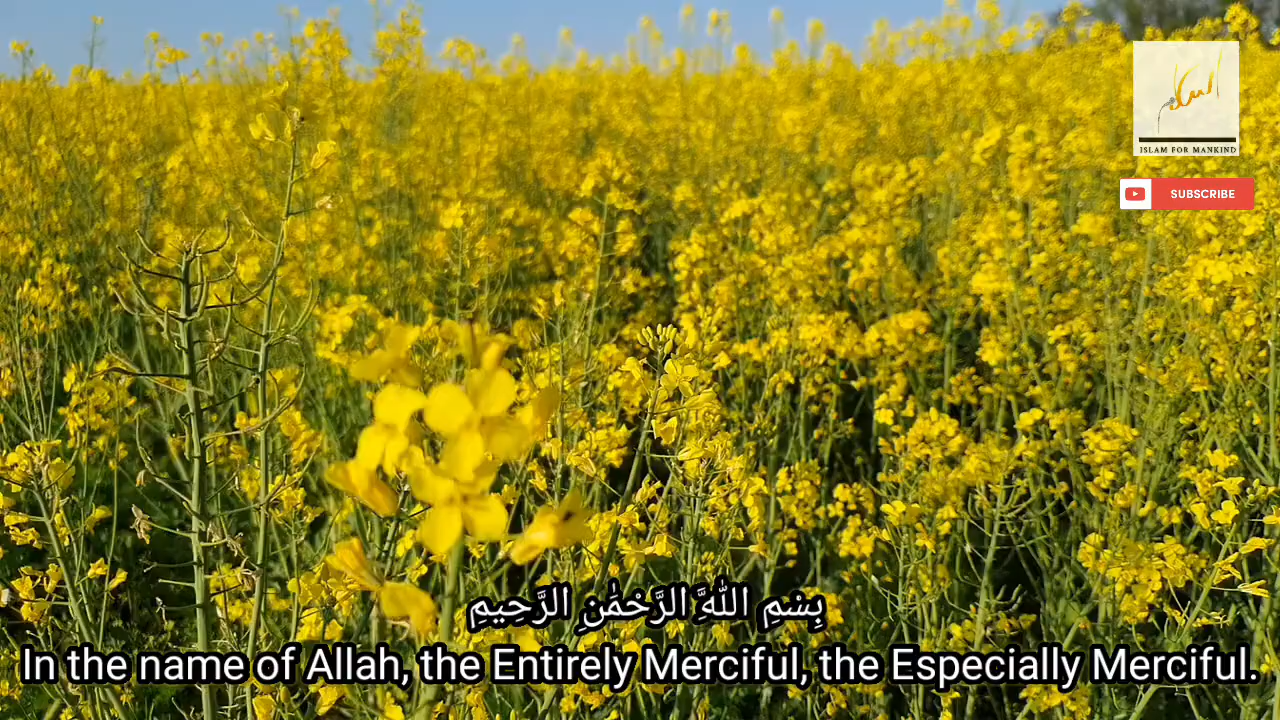 ISLAM FOR MANKIND
SUBSCRIBE
بِسْمِ اللَّهِ الرَّحْمَٰنِ الرَّحِيمِ
In the name of Allah, the Entirely Merciful, the Especially Merciful.